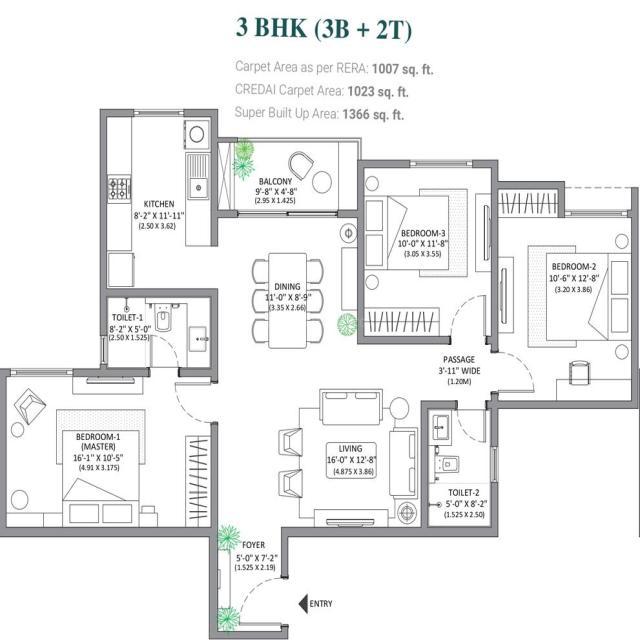 3 BHK (3B + 2T)
Carpet Area as per RERA: 1007 sq. ft.
CREDAI Carpet Area: 1023 sq. ft.
Super Built Up Area: 1366 sq. ft.
KITCHEN
8'-2" X 11'-11"
(2.50 X 3.62)
BALCONY
9'-8" X 4'-8"
(2.95 X 1.425)
BEDROOM-3
10'-0" X 11'-8"
(3.05 X 3.55)
BEDROOM-2
10'-6" X 12'-8"
(3.20 X 3.86)
DINING
11'-0" X 8'-9"
(3.35 X 2.66)
TOILET-1
8'-2" X 5'-0"
(2.50 X 1.525)
PASSAGE
3'-11" WIDE
(1.20M)
BEDROOM-1
(MASTER)
16'-1" X 10'-5"
(4.91 X 3.175)
LIVING
16'-0" X 12'-8"
(4.875 X 3.86)
TOILET-2
5'-0" X 8'-2"
(1.525 X 2.50)
FOYER
5'-0" X 7'-2"
(1.525 X 2.19)
ENTRY